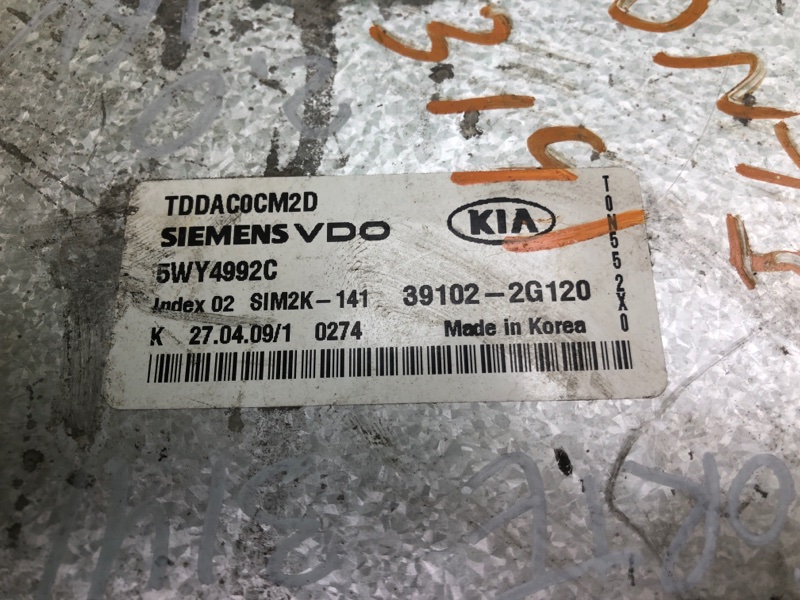 TDDAC0CM2D
SIEMENS VDO
KIA
5WY4992C
Index 02 SIM2K-141
39102-2G120
K 27.04.09/1 0274
Made in Korea
T0N552X0